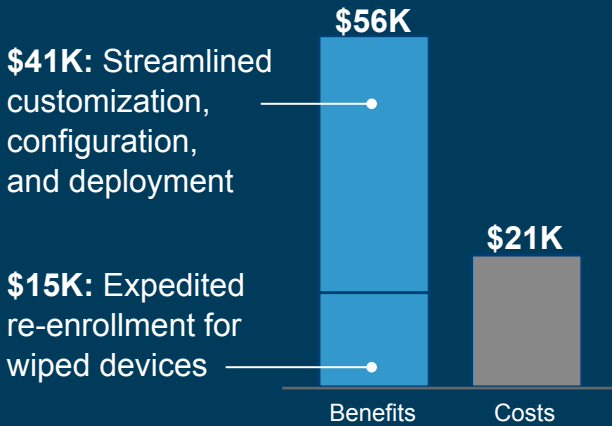 $56K
$41K: Streamlined
customization,
configuration,
and deployment
$21K
$15K: Expedited
re-enrollment for
wiped devices
Benefits
Costs